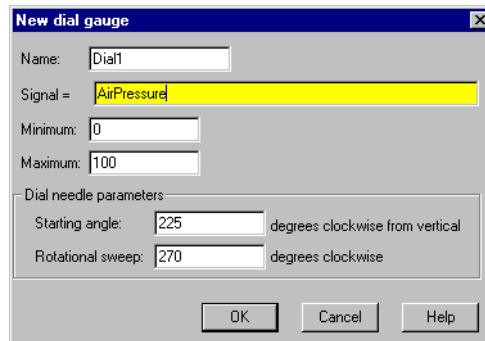 New dial gauge
Name: Dial1
Signal = AirPressure
Minimum: 0
Maximum: 100
Dial needle parameters
Starting angle: 225 degrees clockwise from vertical
Rotational sweep: 270 degrees clockwise
OK Cancel Help